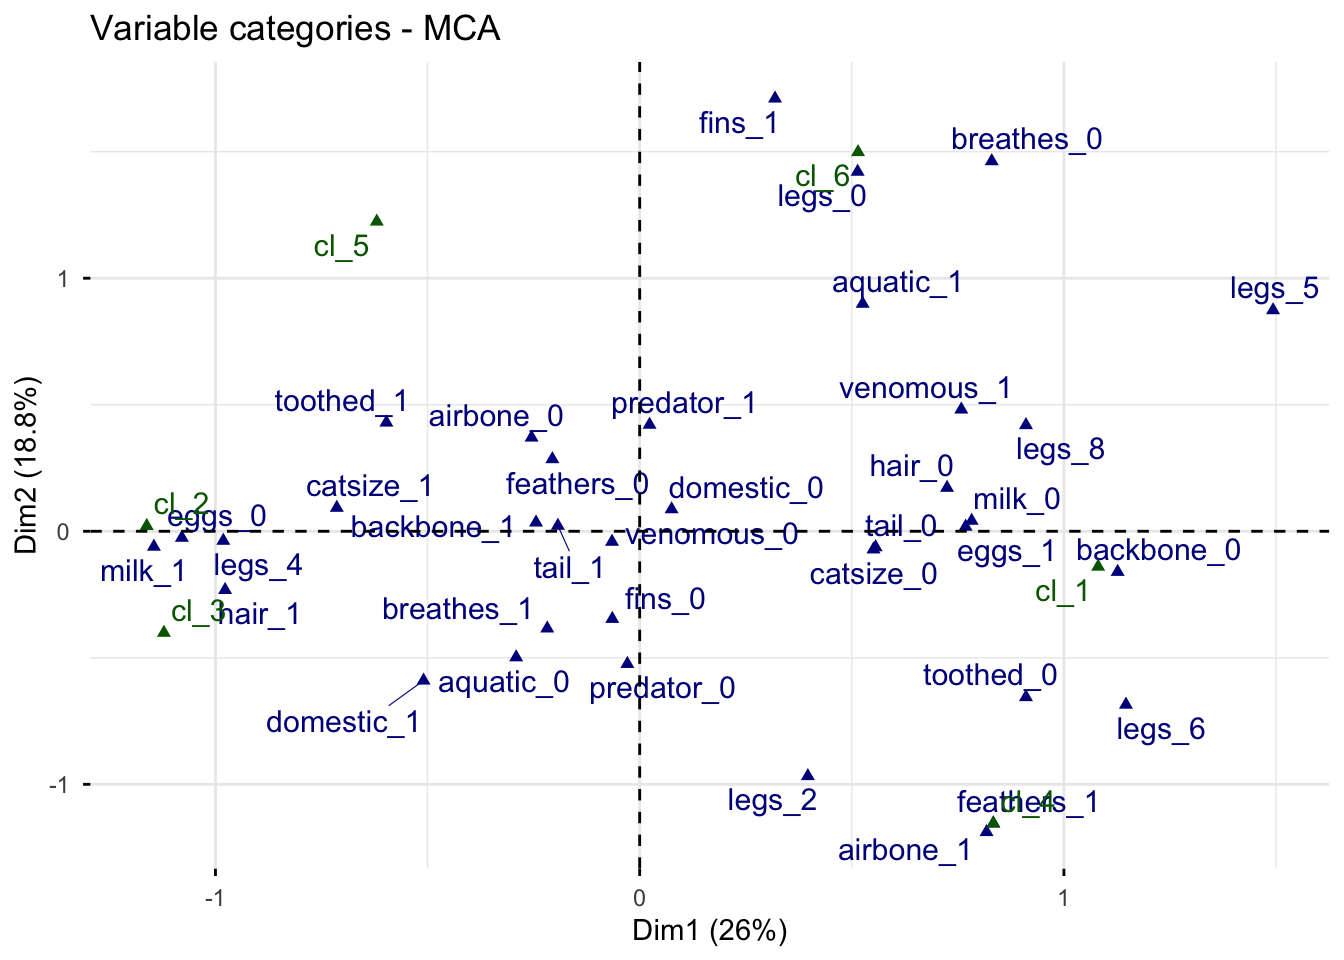 Variable categories - MCA
fins_1
breathes_0
cl_6
legs_0
cl_5
aquatic_1
legs_5
1
venomous_1
toothed_1
airbone_0
predator_1
legs_8
hair_0
catsize_1
feathers_0
domestic_0
milk_0
cl_2
eggs_0
backbone_1
venomous_0
tail_0
0
eggs_1
backbone_0
milk_1
legs_4
tail_1
catsize_0
cl_1
cl_3
hair_1
breathes_1
fins_0
aquatic_0
predator_0
toothed_0
domestic_1
legs_6
-1
legs_2
feathers_1
cl_4
airbone_1
-1
0
1
Dim1 (26%)
Dim2 (18.8%)